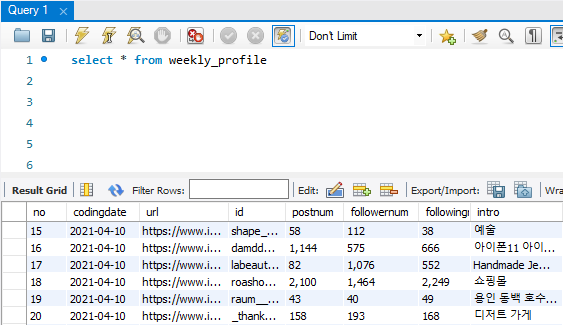 Query 1
Don't Limit
1 select * from weekly_profile
2
3
4
5
6
Result Grid Filter Rows: Edit: Export/Import: Wra
no codingdate url id postnum followernum following intro
15 2021-04-10 https://www.i... shape_... 58 112 38 예술
16 2021-04-10 https://www.i... damdd... 1,144 575 666 아이폰11 아이...
17 2021-04-10 https://www.i... labeaut... 82 1,076 552 Handmade Je...
18 2021-04-10 https://www.i... roasho... 2,100 1,464 2,249 쇼핑몰
19 2021-04-10 https://www.i... raum__... 43 40 49 용인 동백 호수...
20 2021-04-10 https://www.i... _thank... 158 193 168 디저트 가게